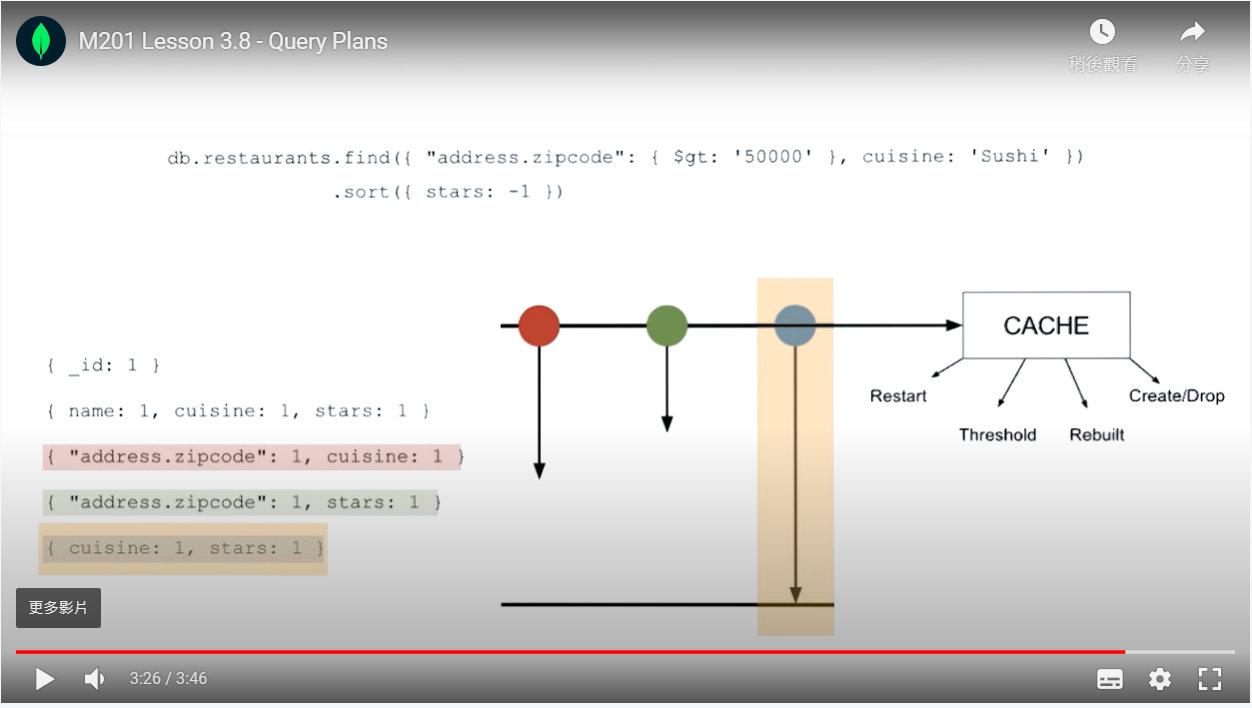 M201 Lesson 3.8 - Query Plans
稍後觀看
分享
db.restaurants.find({ "address.zipcode": { $gt: '50000' }, cuisine: 'Sushi' })
.sort({ stars: -1 })
CACHE
Restart
Create/Drop
Threshold
Rebuilt
{ _id: 1 }
{ name: 1, cuisine: 1, stars: 1 }
{ "address.zipcode": 1, cuisine: 1 }
{ "address.zipcode": 1, stars: 1 }
{ cuisine: 1, stars: 1 }
更多影片
3:26 / 3:46